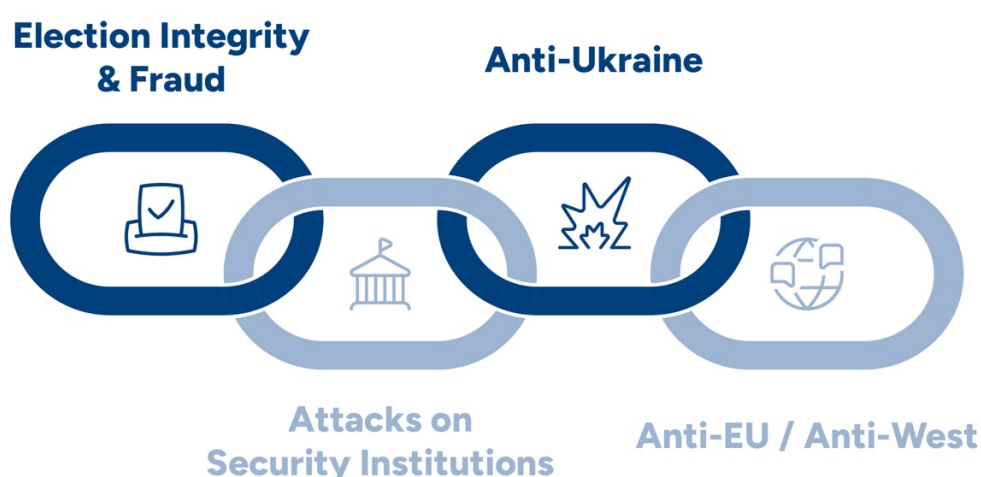 Election Integrity
& Fraud
Anti-Ukraine
Attacks on
Security Institutions
Anti-EU / Anti-West